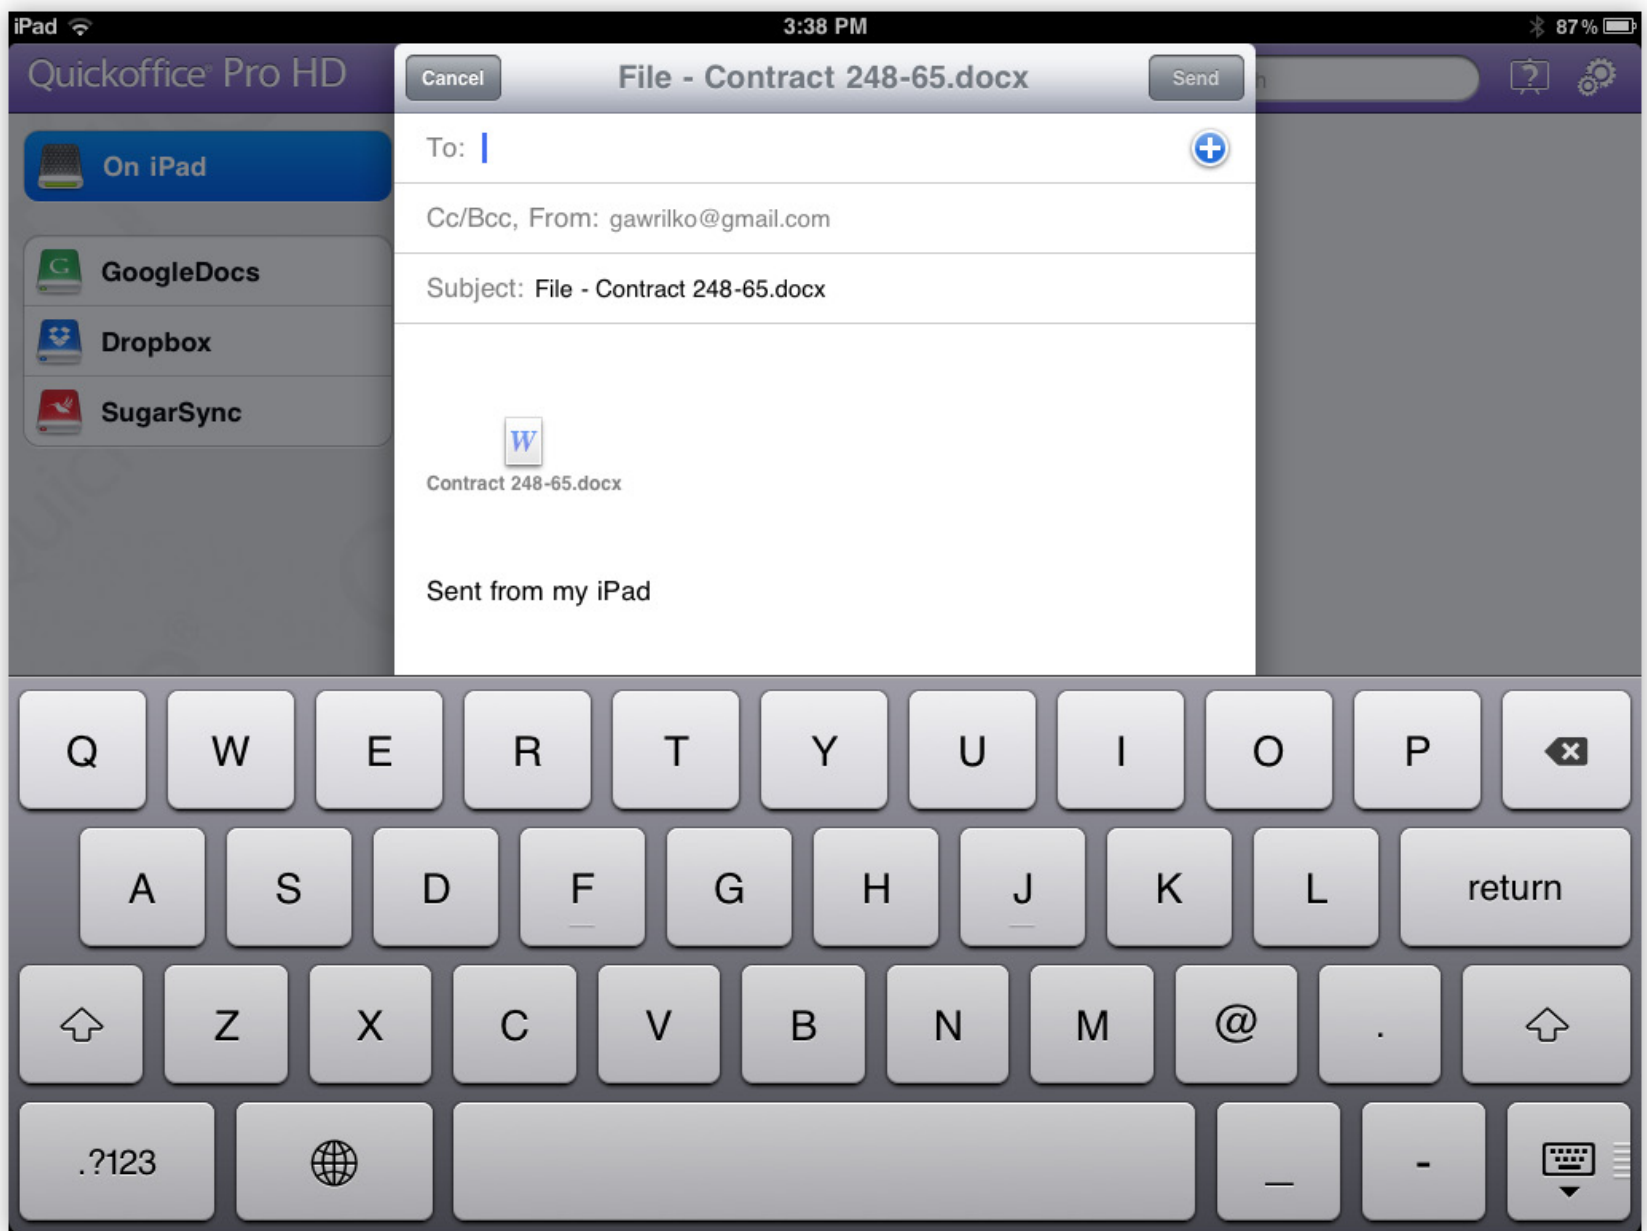 iPad 3:38 PM 87%
Quickoffice® Pro HD
Cancel File - Contract 248-65.docx Send
On iPad
GoogleDocs
Dropbox
SugarSync
To:
Cc/Bcc, From: gawrilko@gmail.com
Subject: File - Contract 248-65.docx
W
Contract 248-65.docx
Sent from my iPad
Q W E R T Y U I O P
A S D F G H J K L return
Z X C V B N M @ .
.?123 _ -